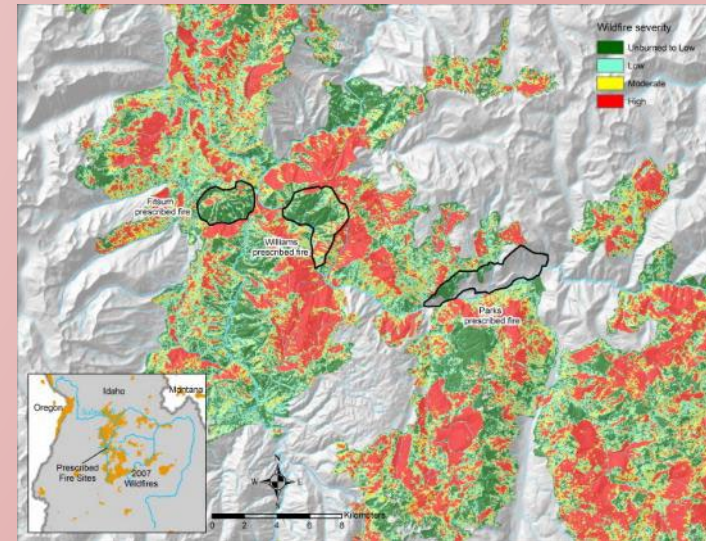 Wildfire severity
Unburned to Low
Low
Moderate
High
Fitsum
prescribed fire
Williams
prescribed fire
Parks
prescribed fire
Idaho
Montana
Oregon
Prescribed
Fire Sites
2007
Wildfires
N
W
E
S
0
2
4
6
8
Kilometers